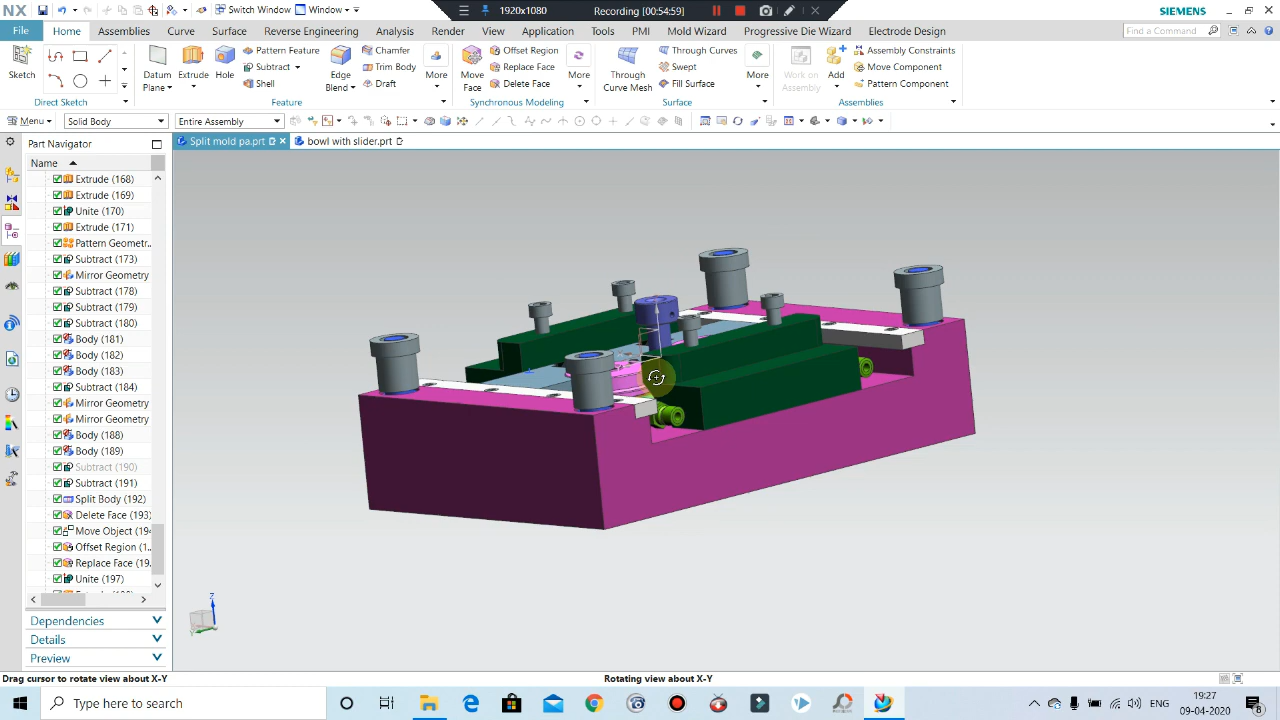 NX
Switch Window
Window
1920x1080
Recording [00:54:59]
SIEMENS
File
Home
Assemblies
Curve
Surface
Reverse Engineering
Analysis
Render
View
Application
Tools
PMI
Mold Wizard
Progressive Die Wizard
Electrode Design
Find a Command
Sketch
Datum Plane
Extrude
Hole
Pattern Feature
Subtract
Shell
Edge Blend
Chamfer
Trim Body
Draft
More
Move Face
Offset Region
Replace Face
Delete Face
More
Through Curve Mesh
Through Curves
Swept
Fill Surface
More
Work on Assembly
Add
Assembly Constraints
Move Component
Pattern Component
Direct Sketch
Feature
Synchronous Modeling
Surface
Assemblies
Menu
Solid Body
Entire Assembly
Part Navigator
Split mold pa.prt
bowl with slider.prt
Name
Extrude (168)
Extrude (169)
Unite (170)
Extrude (171)
Pattern Geometr..
Subtract (173)
Mirror Geometry
Subtract (178)
Subtract (179)
Subtract (180)
Body (181)
Body (182)
Body (183)
Subtract (184)
Mirror Geometry
Mirror Geometry
Body (188)
Body (189)
Subtract (190)
Subtract (191)
Split Body (192)
Delete Face (193)
Move Object (194
Offset Region (1...
Replace Face (19.
Unite (197)
Dependencies
Details
Preview
Z
Drag cursor to rotate view about X-Y
Rotating view about X-Y
Type here to search
ENG
19:27
09-04-2020